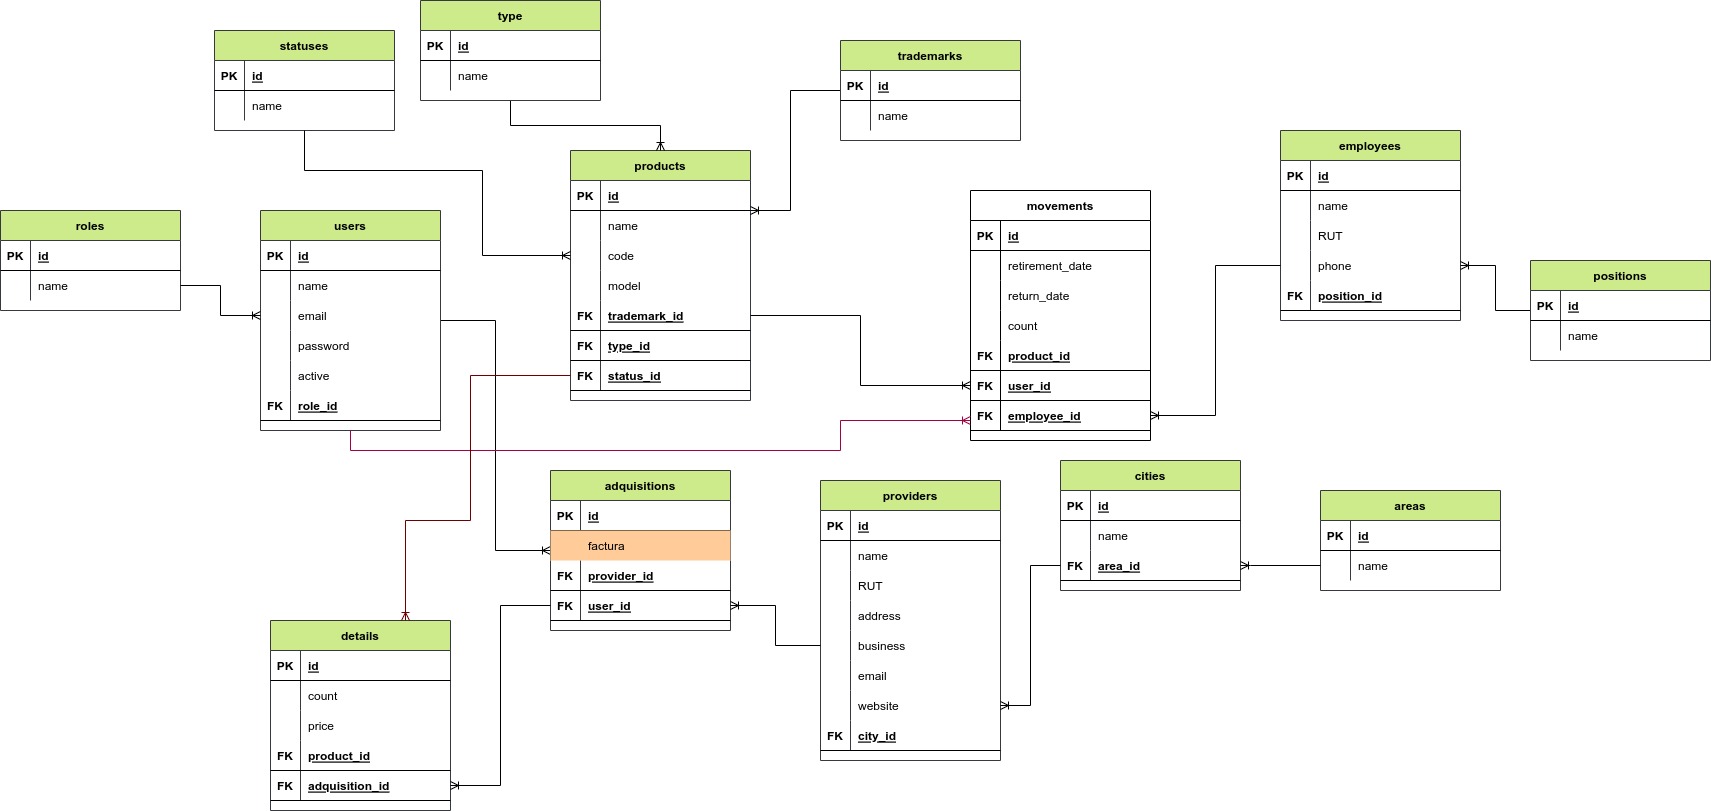 type
PK id
name
statuses
PK id
name
trademarks
PK id
name
employees
PK id
name
RUT
phone
FK position_id
products
PK id
name
code
model
FK trademark_id
FK type_id
FK status_id
movements
PK id
retirement_date
return_date
count
FK product_id
FK user_id
FK employee_id
roles
PK id
name
users
PK id
name
email
password
active
FK role_id
positions
PK id
name
adquisitions
PK id
factura
FK provider_id
FK user_id
providers
PK id
name
RUT
address
business
email
website
FK city_id
cities
PK id
name
FK area_id
areas
PK id
name
details
PK id
count
price
FK product_id
FK adquisition_id